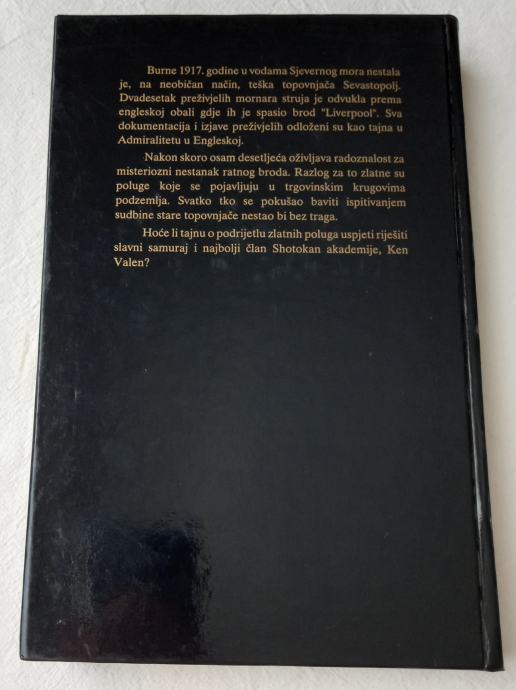 Burne 1917. godine u vodama Sjevernog mora nestala
je, na neobičan način, teška topovnjača Sevastopolj.
Dvadesetak preživjelih mornara struja je odvukla prema
engleskoj obali gdje ih je spasio brod "Liverpool". Sva
dokumentacija i izjave preživjelih odloženi su kao tajna u
Admiralitetu u Engleskoj.
Nakon skoro osam desetljeća oživljava radoznalost za
misteriozni nestanak ratnog broda. Razlog za to zlatne su
poluge koje se pojavljuju u trgovinskim krugovima
podzemlja. Svatko tko se pokušao baviti ispitivanjem
sudbine stare topovnjače nestao bi bez traga.
Hoće li tajnu o podrijetlu zlatnih poluga uspjeti riješiti
slavni samuraj i najbolji član Shotokan akademije, Ken
Valen?